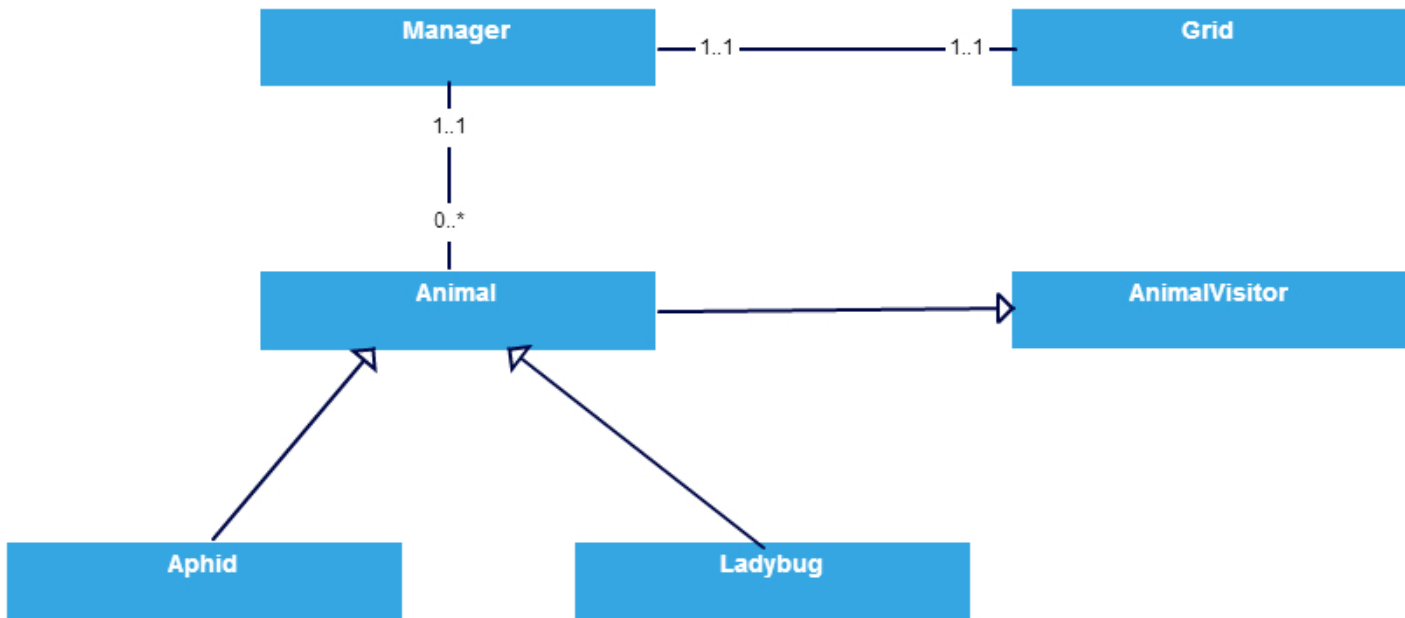 Manager
1..1
1..1
Grid
1..1
0..*
Animal
AnimalVisitor
Aphid
Ladybug